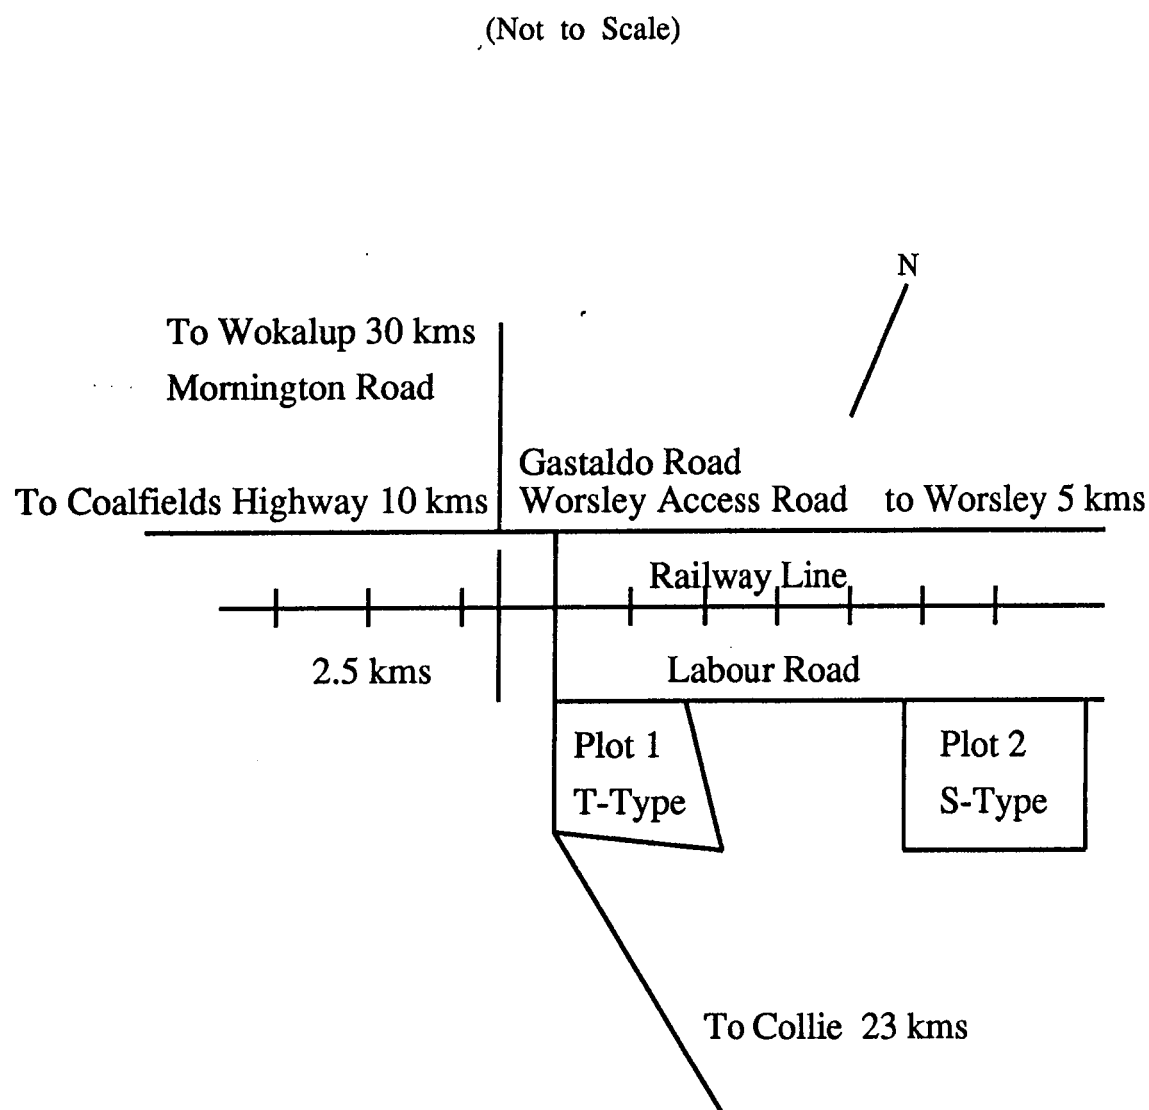 (Not to Scale)
N
To Wokalup 30 kms
Mornington Road
Gastaldo Road
To Coalfields Highway 10 kms
Worsley Access Road
to Worsley 5 kms
Railway Line
2.5 kms
Labour Road
Plot 1
T-Type
Plot 2
S-Type
To Collie 23 kms